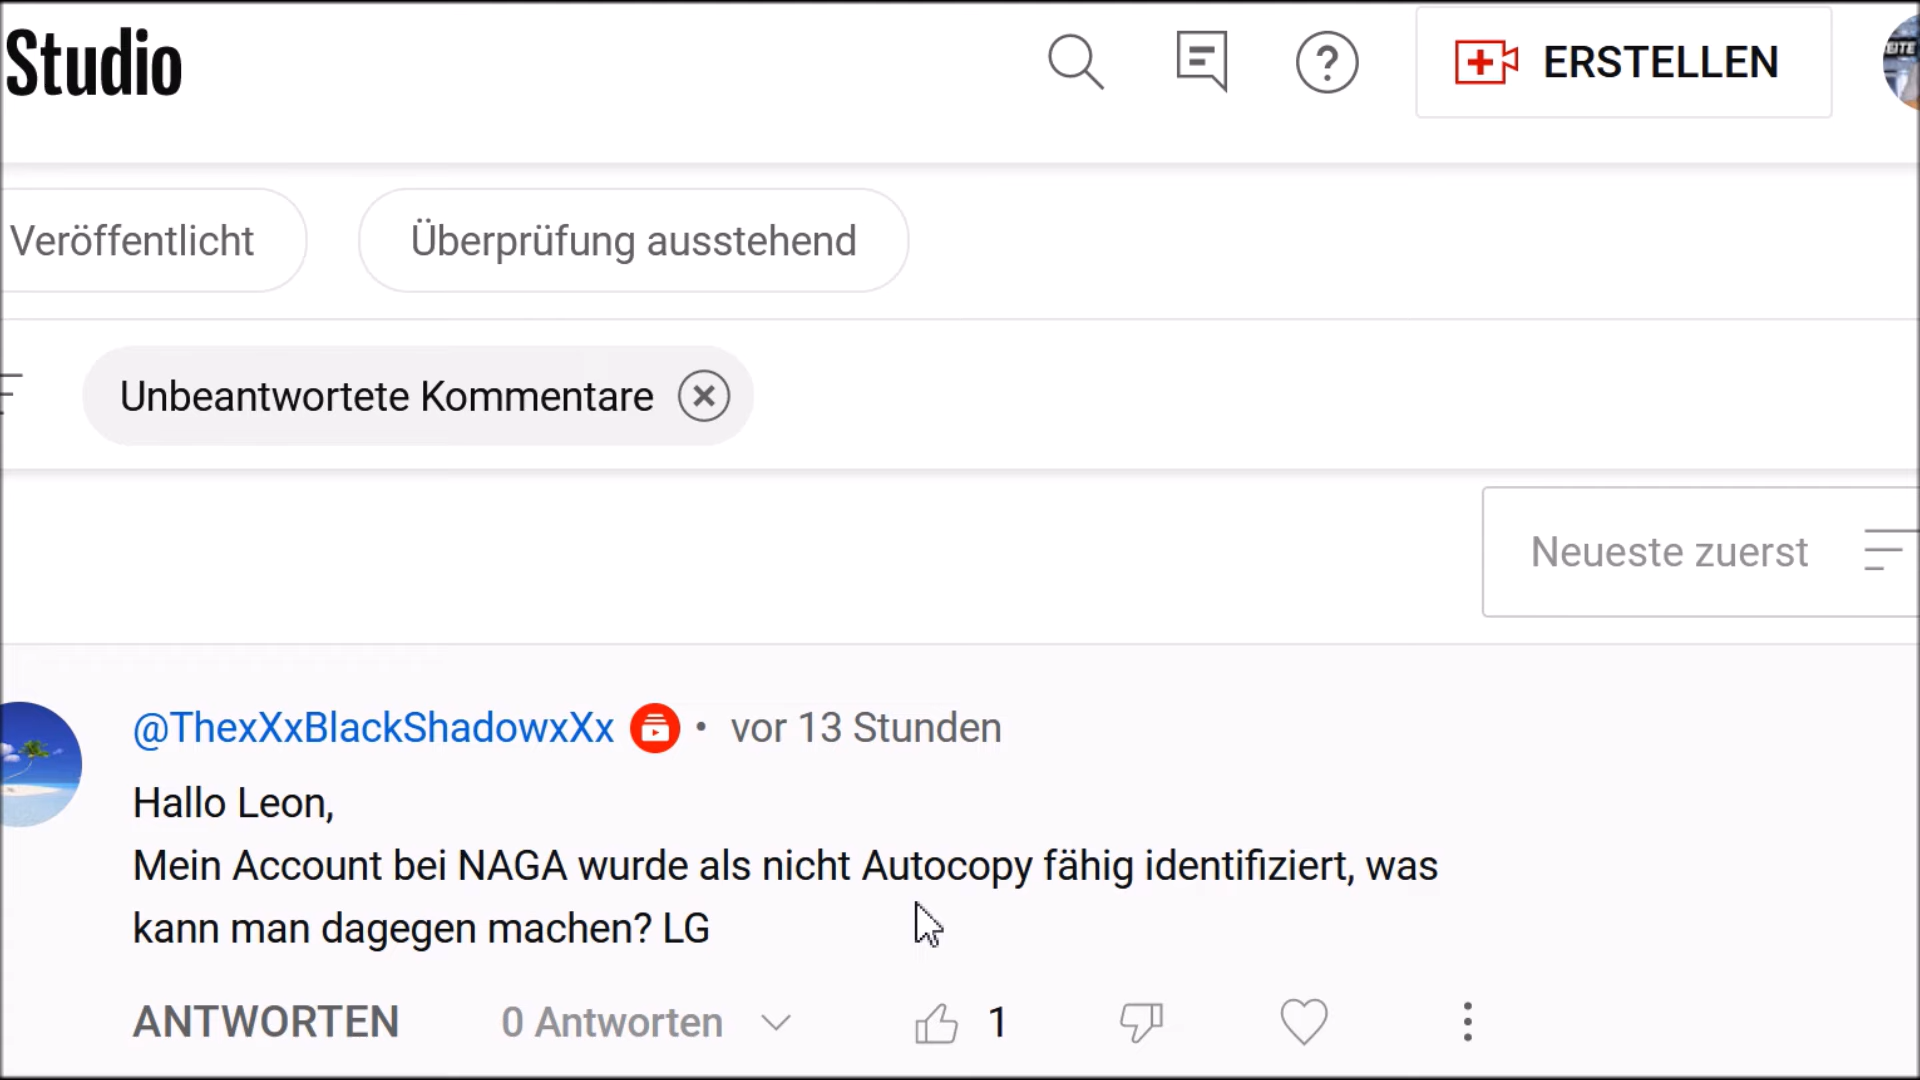 Studio
ERSTELLEN
Veröffentlicht
Überprüfung ausstehend
Unbeantwortete Kommentare
Neueste zuerst
@ThexXxBlackShadowxXx • vor 13 Stunden
Hallo Leon,
Mein Account bei NAGA wurde als nicht Autocopy fähig identifiziert, was
kann man dagegen machen? LG
ANTWORTEN 0 Antworten 1